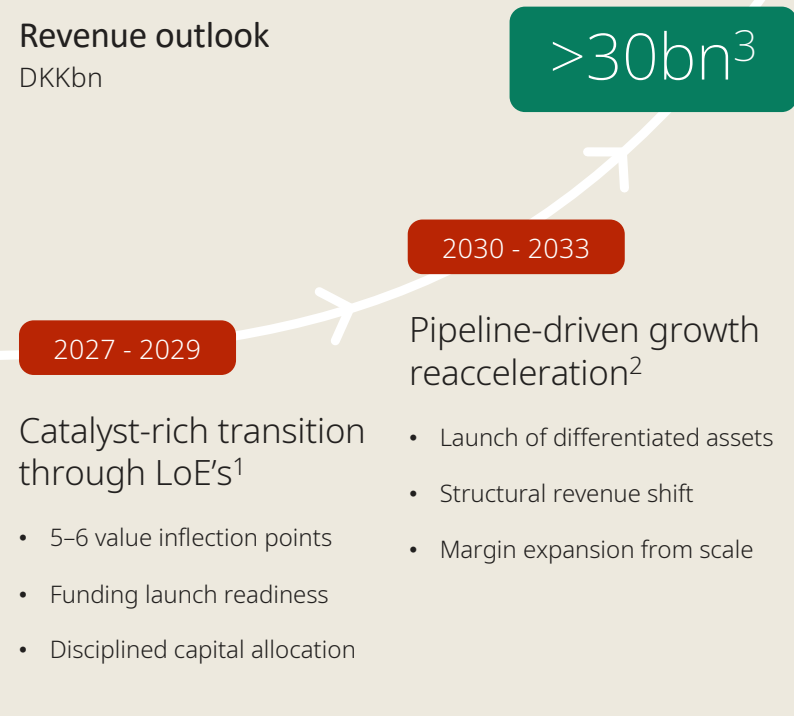 Revenue outlook
DKKbn
>30bn³
2030 - 2033
2027 - 2029
Pipeline-driven growth
reacceleration²
• Launch of differentiated assets
• Structural revenue shift
• Margin expansion from scale
Catalyst-rich transition
through LoE’s¹
• 5–6 value inflection points
• Funding launch readiness
• Disciplined capital allocation